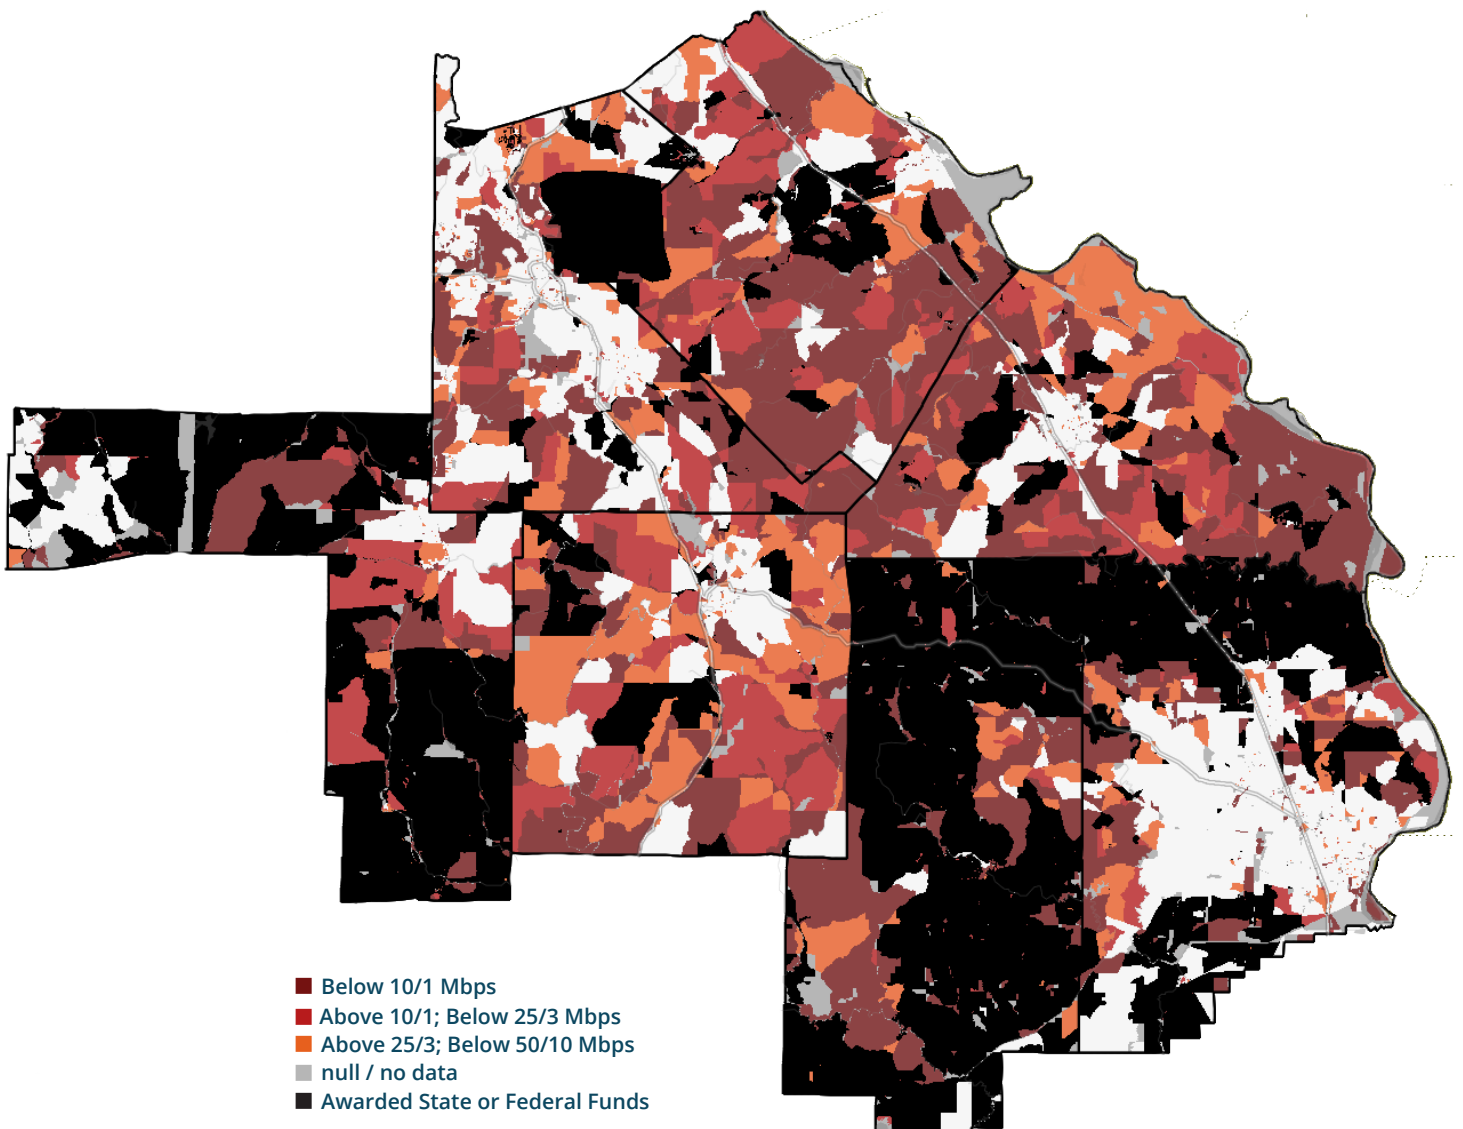 Below 10/1 Mbps
Above 10/1; Below 25/3 Mbps
Above 25/3; Below 50/10 Mbps
null / no data
Awarded State or Federal Funds